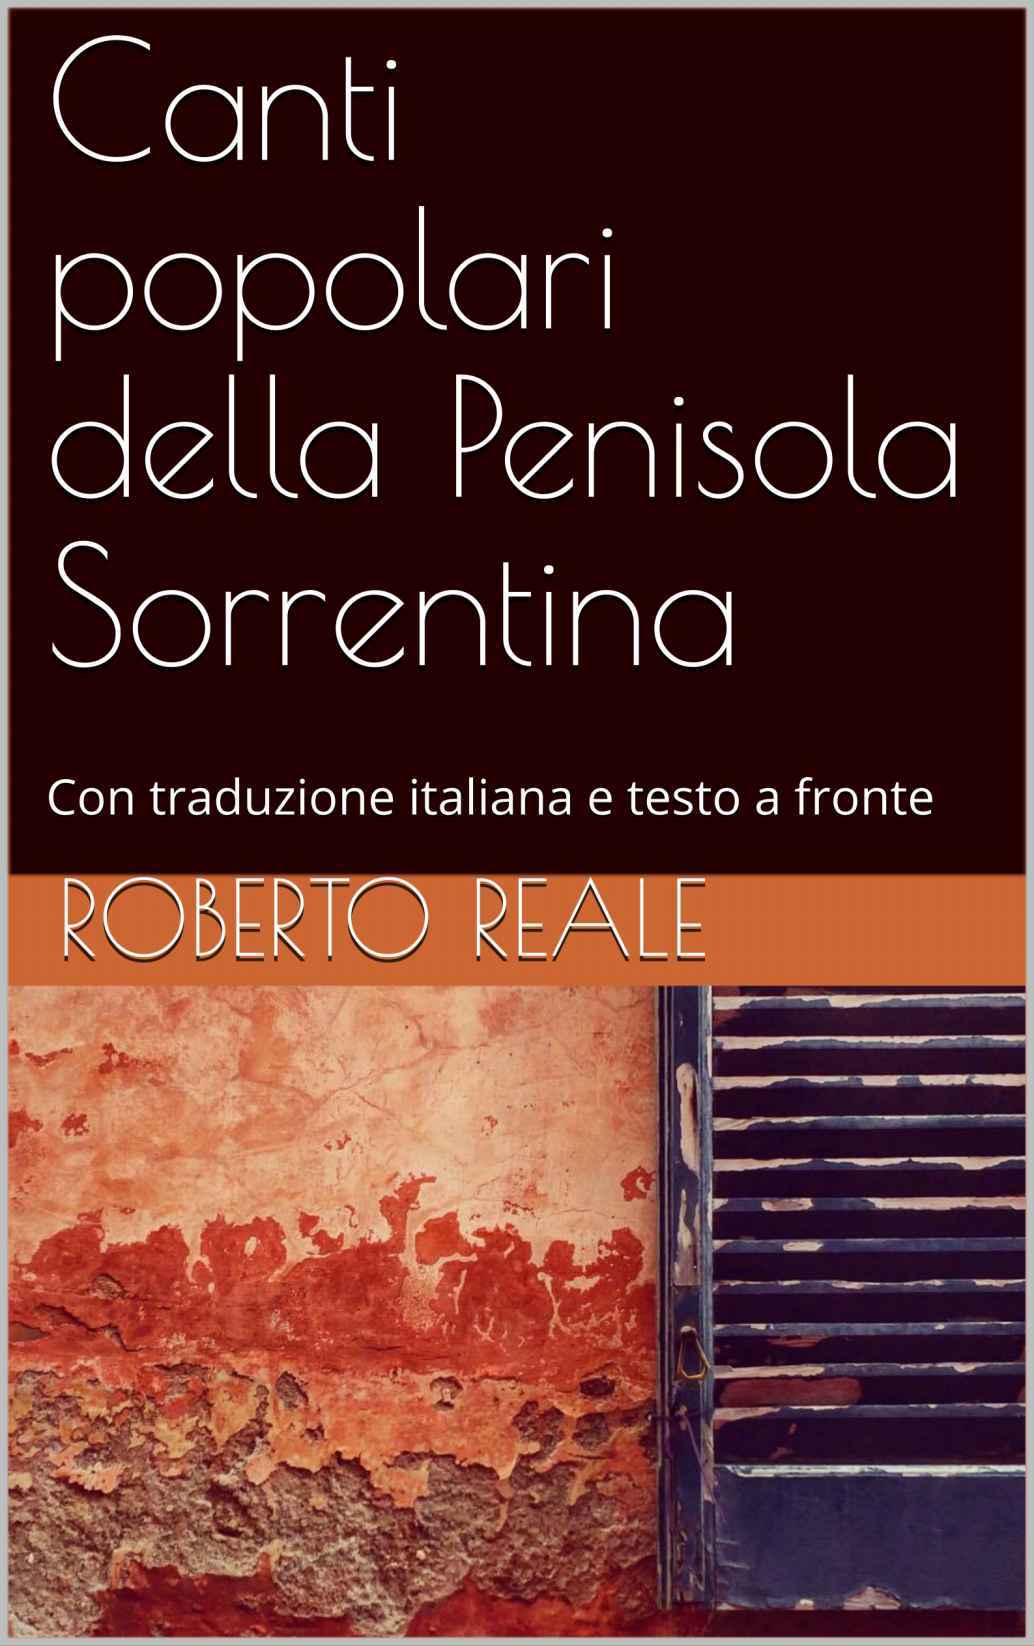 Canti
popolari
della Penisola
Sorrentina
Con traduzione italiana e testo a fronte
ROBERTO REALE